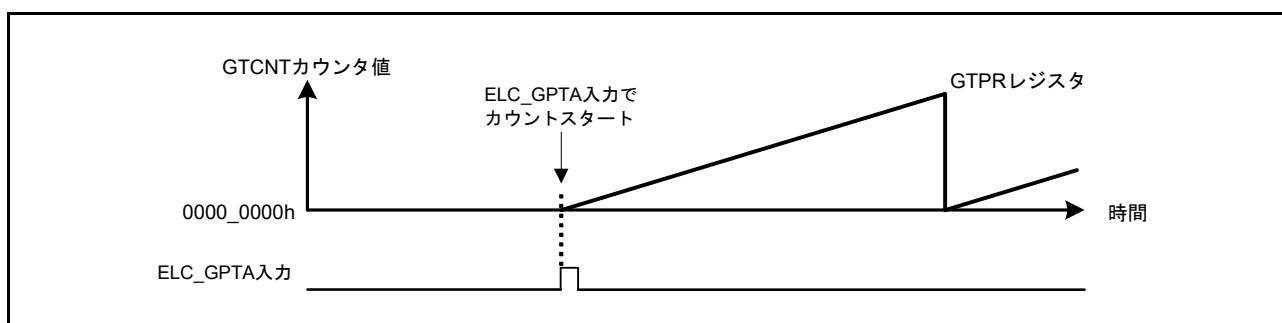 GTCNTカウンタ値
ELC_GPTA入力で
カウントスタート
GTPRレジスタ
0000_0000h
時間
ELC_GPTA入力